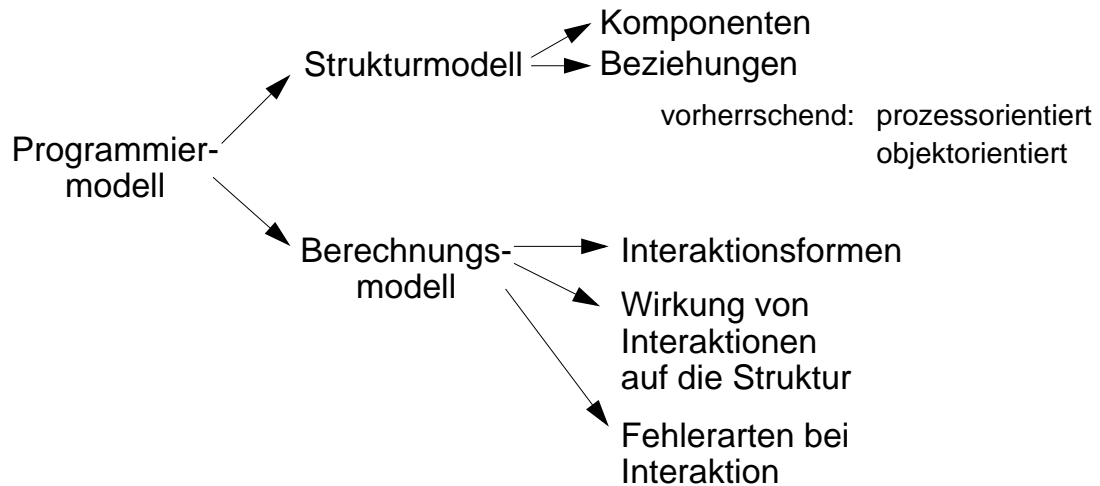 Komponenten
Strukturmodell
Beziehungen
vorherrschend: prozessorientiert
objektorientiert
Programmier-
modell
Berechnungs-
modell
Interaktionsformen
Wirkung von
Interaktionen
auf die Struktur
Fehlerarten bei
Interaktion